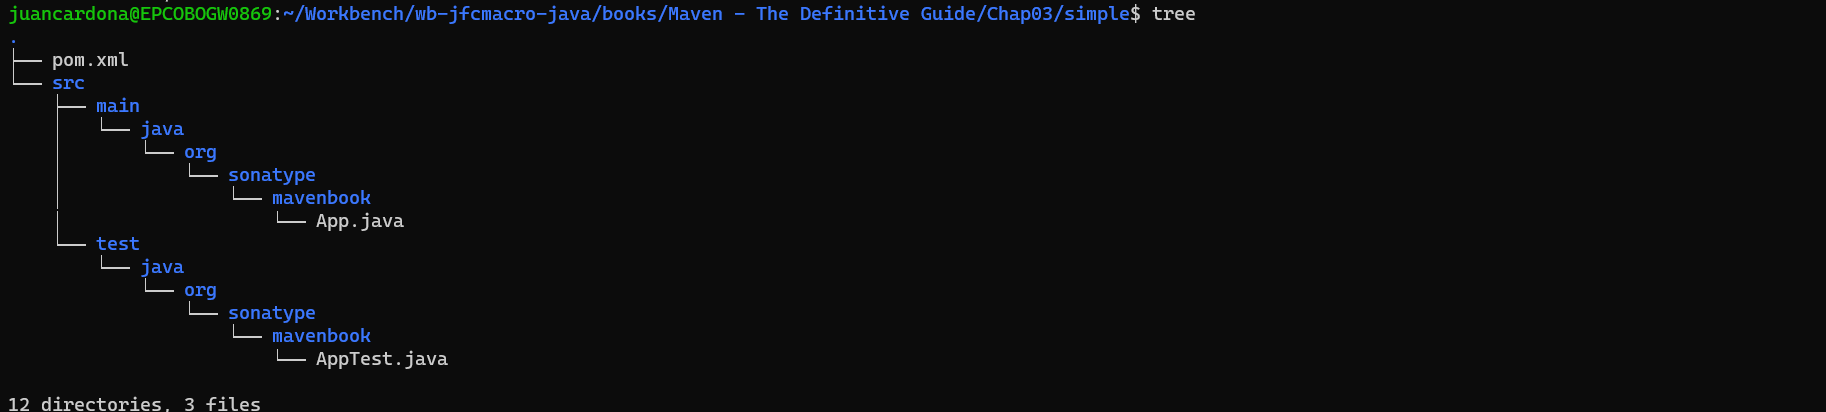 juancardona@EPCOBOGW0869:~/Workbench/wb-jfcmacro-java/books/Maven - The Definitive Guide/Chap03/simple$ tree
.
├── pom.xml
└── src
    ├── main
    │   └── java
    │       └── org
    │           └── sonatype
    │               └── mavenbook
    │                   └── App.java
    └── test
        └── java
            └── org
                └── sonatype
                    └── mavenbook
                        └── AppTest.java
12 directories, 3 files